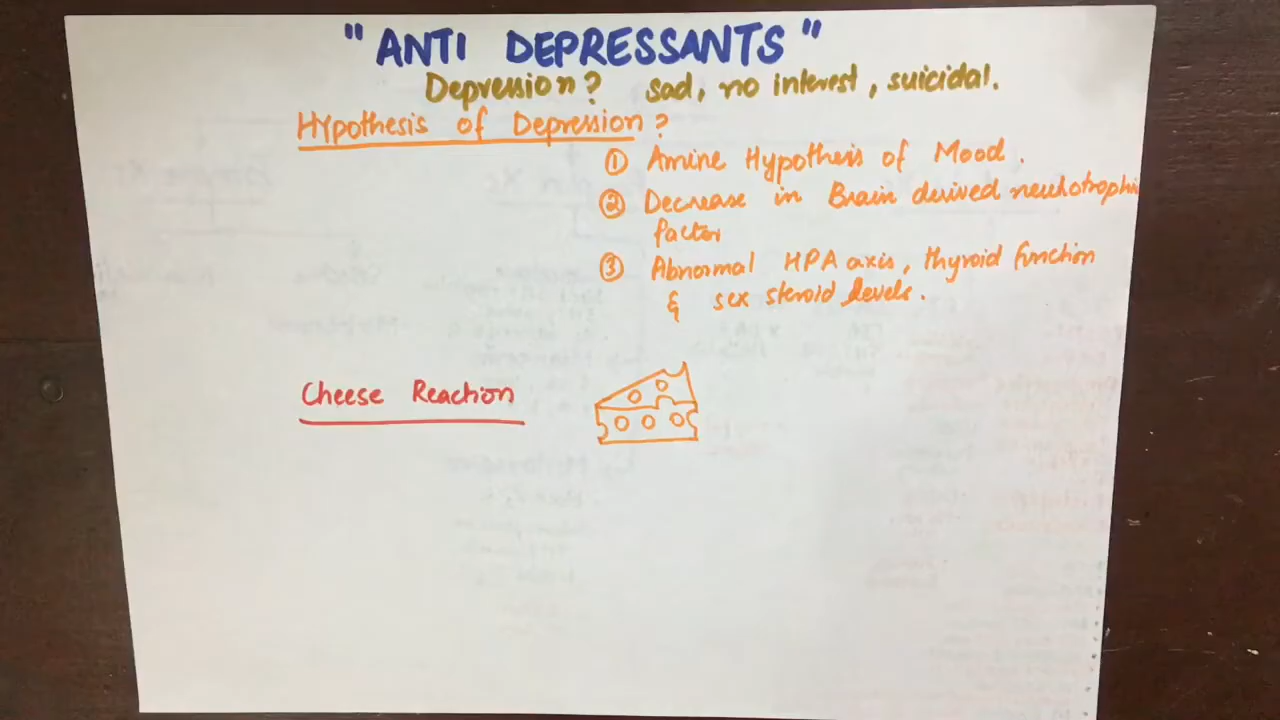 "ANTI DEPRESSANTS"
Depression? sad, no interest, suicidal.
Hypothesis of Depression?
① Amine Hypothesis of Mood.
② Decrease in Brain derived neurotrophic
factor
③ Abnormal HPA axis, thyroid function
& sex steroid levels.
Cheese Reaction